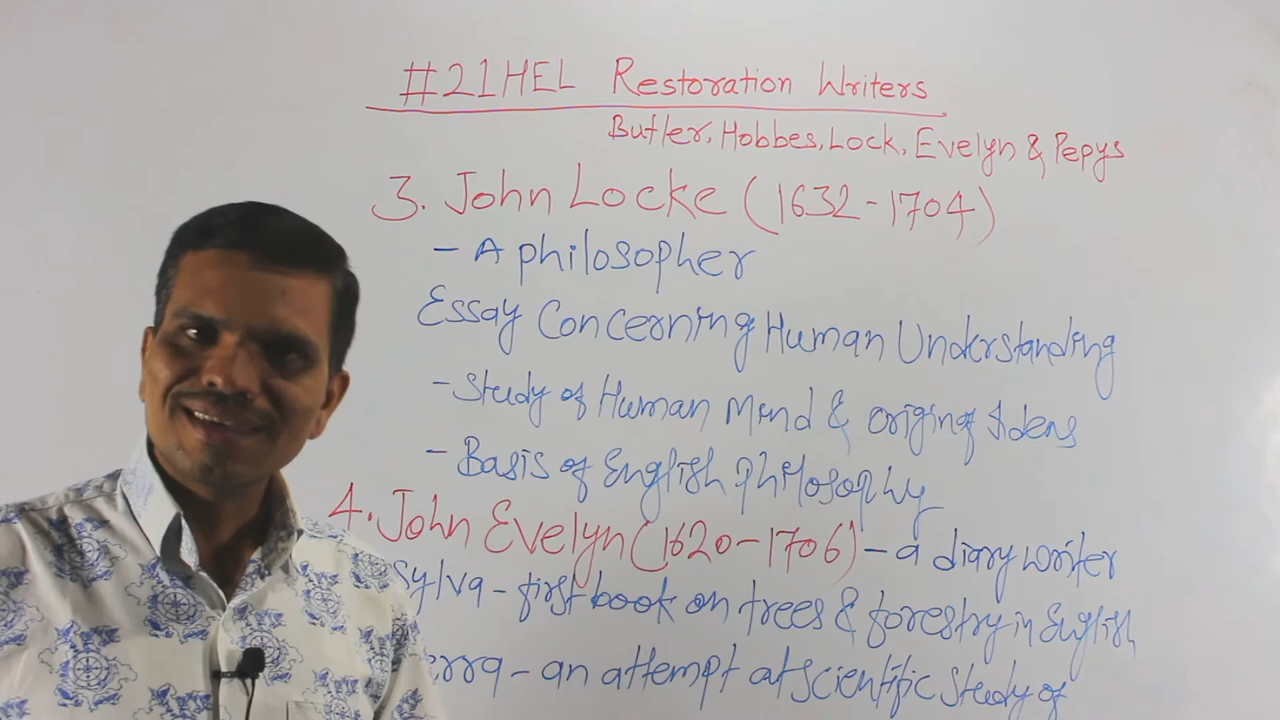 #21HEL Restoration Writers
Butler, Hobbes, Lock, Evelyn & Pepys
3. John Locke (1632-1704)
- A philosopher
Essay Concerning Human Understanding
- Study of Human Mind & origin of Ideas
- Basis of English Philosophy
4. John Evelyn (1620-1706) - a diary writer
Sylva - first book on trees & forestry in English
erra - an attempt at scientific study of